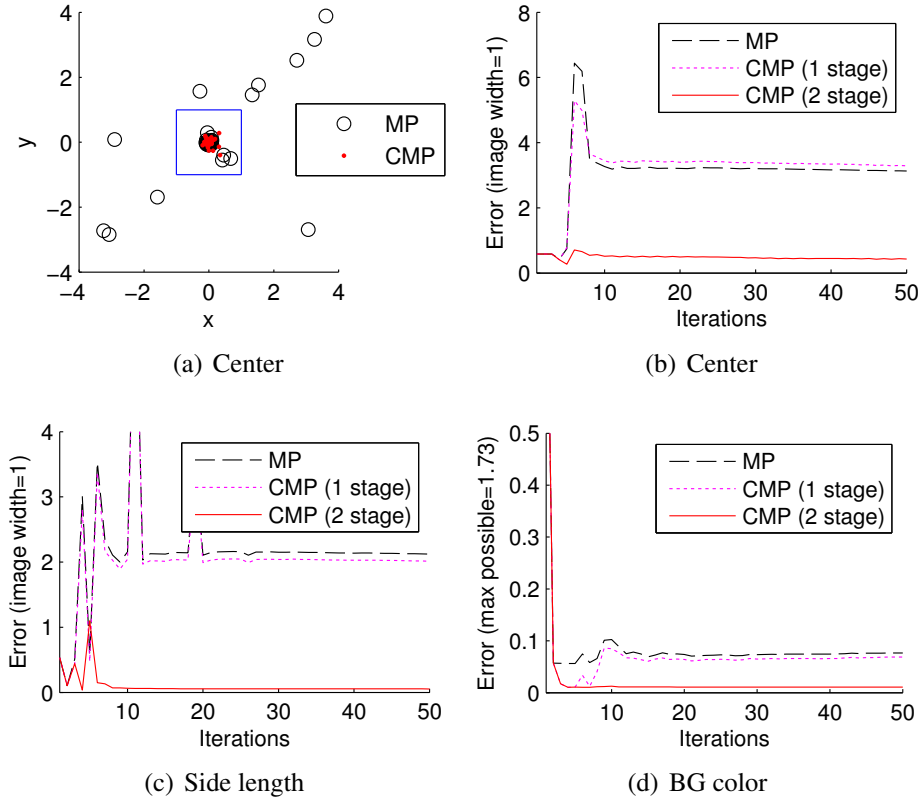 4
2
0
−2
−4
−4 −2 0 2 4
y
x
MP
CMP
(a) Center
8
6
4
2
0
10 20 30 40 50
Error (image width=1)
Iterations
MP
CMP (1 stage)
CMP (2 stage)
(b) Center
4
3
2
1
0
10 20 30 40 50
Error (image width=1)
Iterations
MP
CMP (1 stage)
CMP (2 stage)
(c) Side length
0.5
0.4
0.3
0.2
0.1
0
10 20 30 40 50
Error (max possible=1.73)
Iterations
MP
CMP (1 stage)
CMP (2 stage)
(d) BG color